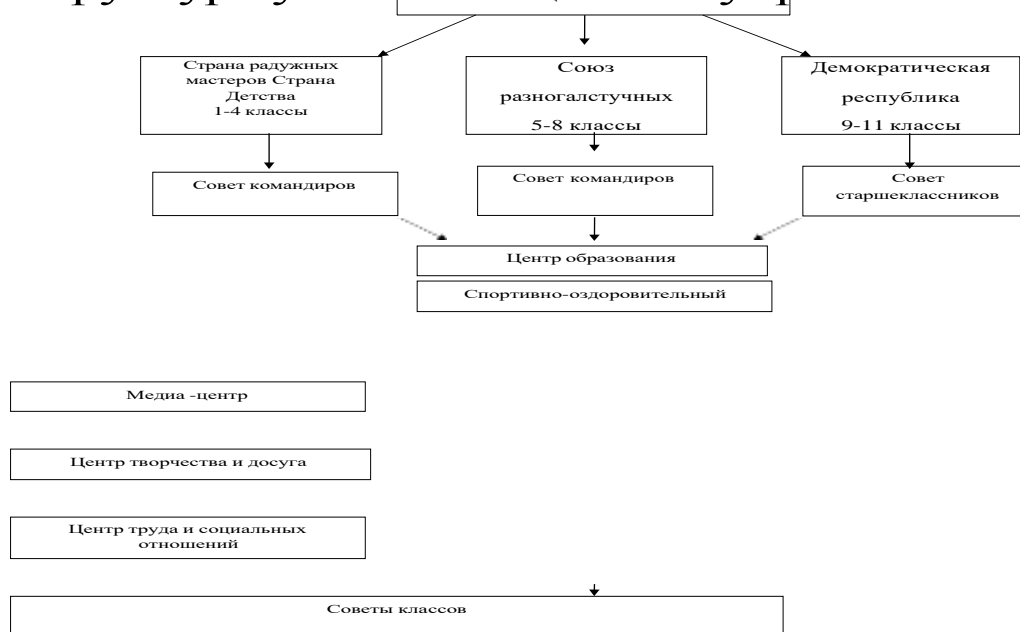 Страна радужных
мастеров Страна
Детства
1-4 классы
Союз
разногалстучных
5-8 классы
Демократическая
республика
9-11 классы
Совет командиров
Совет командиров
Совет
старшеклассников
Центр образования
Спортивно-оздоровительный
Медиа -центр
Центр творчества и досуга
Центр труда и социальных
отношений
Советы классов